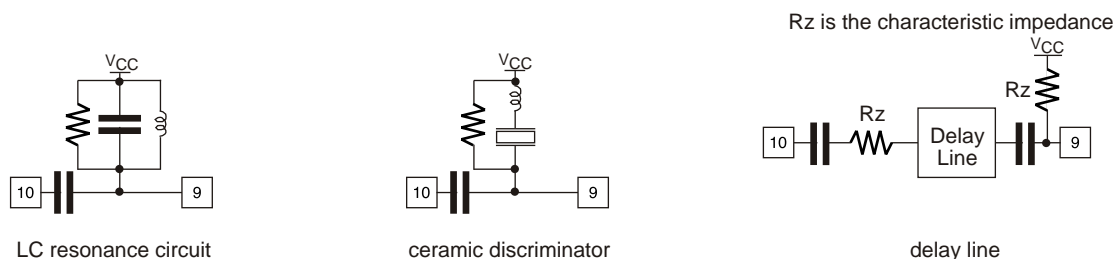 Rz is the characteristic impedance
VCC
VCC
VCC
Rz
Rz
10
9
10
9
10
Delay
Line
9
LC resonance circuit
ceramic discriminator
delay line